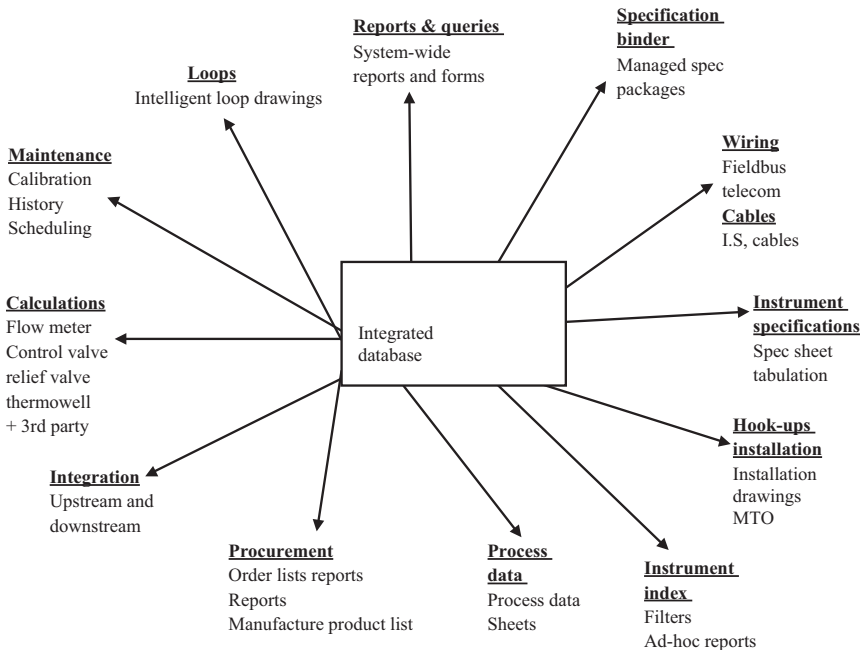 Reports & queries
System-wide
reports and forms
Specification
binder
Managed spec
packages
Loops
Intelligent loop drawings
Maintenance
Calibration
History
Scheduling
Wiring
Fieldbus
telecom
Cables
I.S, cables
Calculations
Flow meter
Control valve
relief valve
thermowell
+ 3rd party
Integrated
database
Instrument
specifications
Spec sheet
tabulation
Hook-ups
installation
Installation
drawings
MTO
Integration
Upstream and
downstream
Procurement
Order lists reports
Reports
Manufacture product list
Process
data
Process data
Sheets
Instrument
index
Filters
Ad-hoc reports